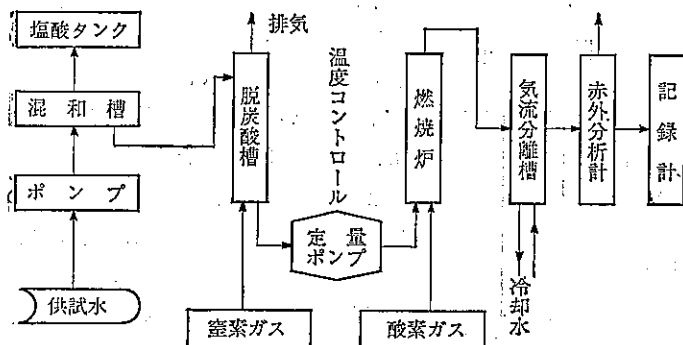 塩酸タンク
混和槽
ポンプ
供試水
排気
脱炭酸槽
温度コントロール
定量
ポンプ
窒素ガス
燃焼炉
酸素ガス
気流分離槽
冷却水
赤外分析計
記録計